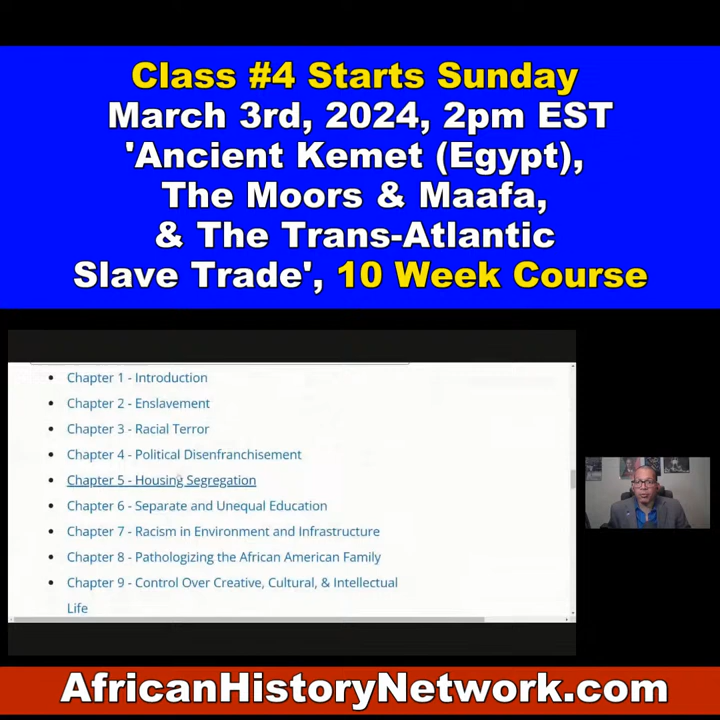 Class #4 Starts Sunday
March 3rd, 2024, 2pm EST
'Ancient Kemet (Egypt),
The Moors & Maafa,
& The Trans-Atlantic
Slave Trade', 10 Week Course
Chapter 1 - Introduction
Chapter 2 - Enslavement
Chapter 3 - Racial Terror
Chapter 4 - Political Disenfranchisement
Chapter 5 - Housing Segregation
Chapter 6 - Separate and Unequal Education
Chapter 7 - Racism in Environment and Infrastructure
Chapter 8 - Pathologizing the African American Family
Chapter 9 - Control Over Creative, Cultural, & Intellectual
Life
AfricanHistoryNetwork.com